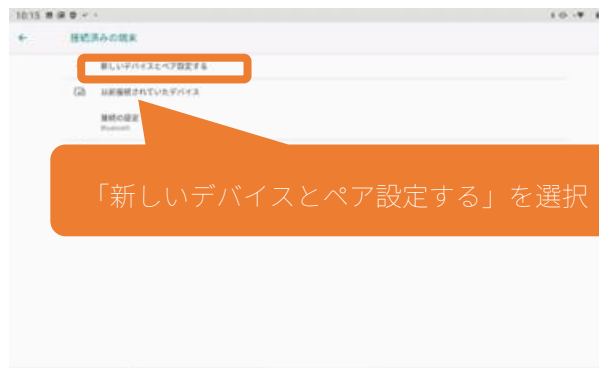 10:15
接続済みの端末
新しいデバイスとペア設定する
以前接続されていたデバイス
接続の設定
Bluetooth
「新しいデバイスとペア設定する」を選択